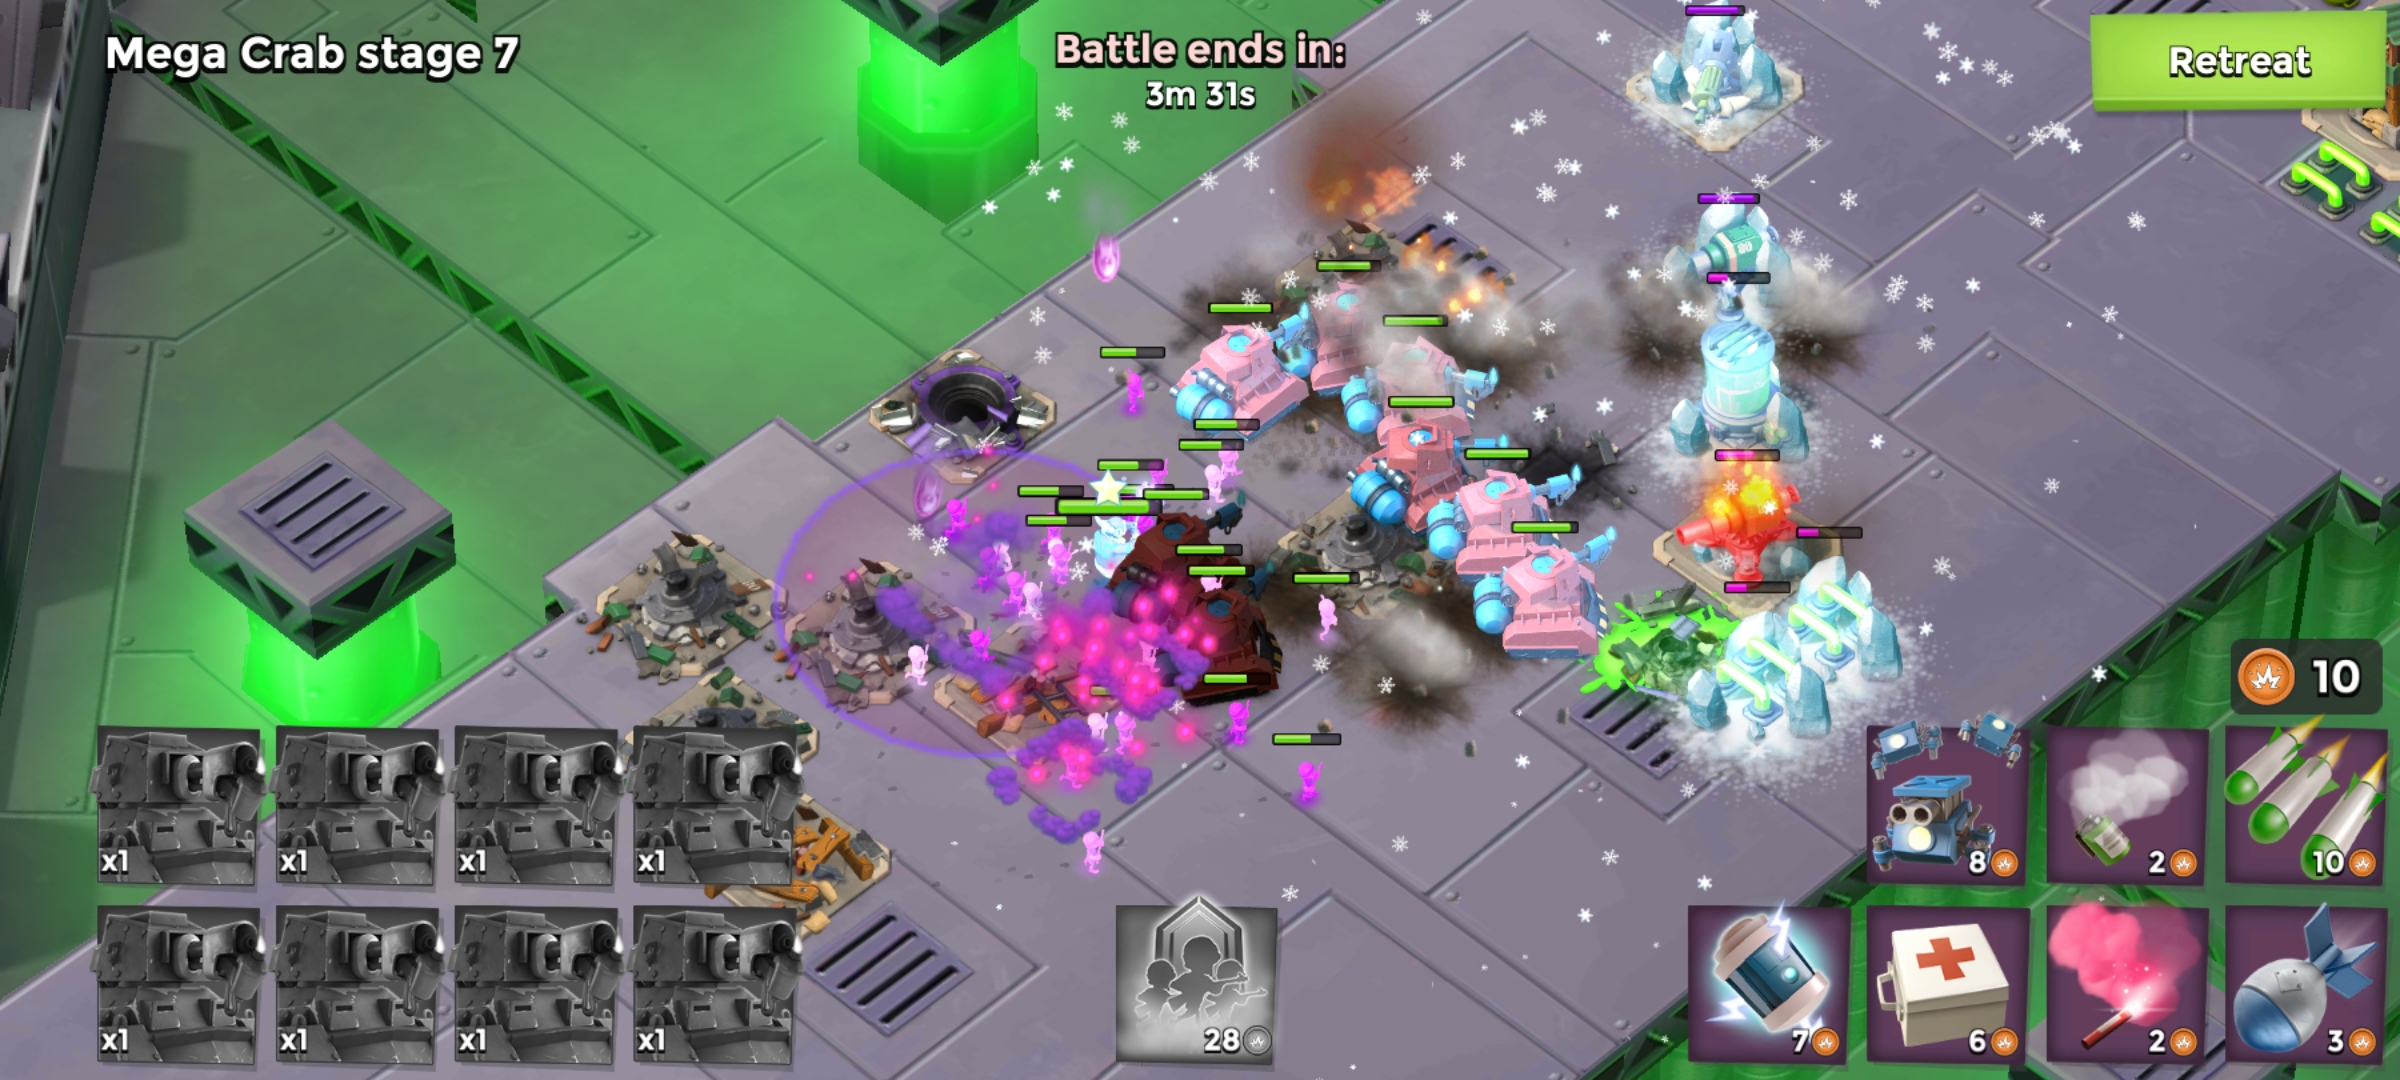 Mega Crab stage 7
Battle ends in:
3m 31s
Retreat
10
x1
x1
x1
x1
8
2
10
x1
x1
x1
x1
28
7
6
2
3